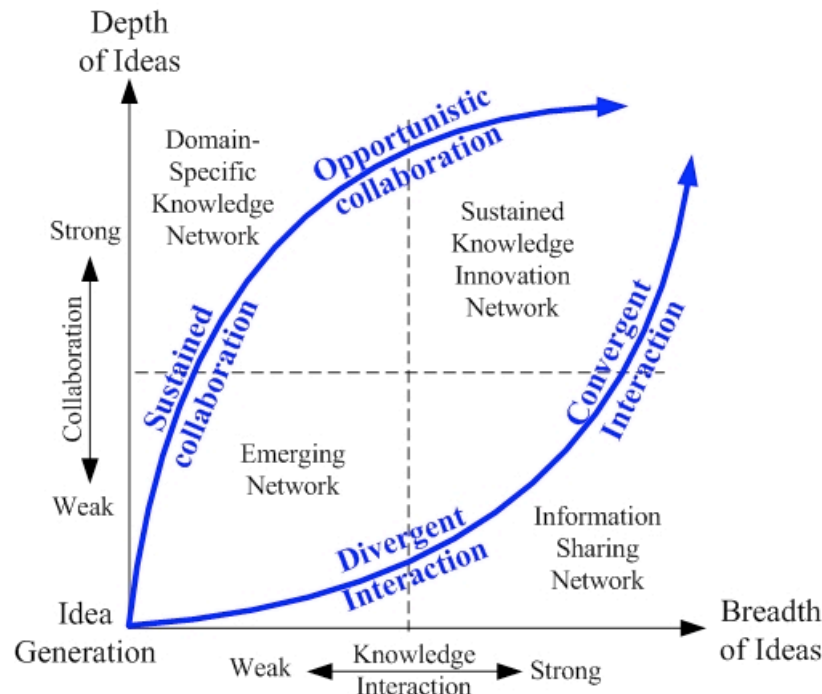 Depth
of Ideas
Domain-
Specific
Knowledge
Network
Opportunistic
collaboration
Sustained
Knowledge
Innovation
Network
Strong
Collaboration
Weak
Sustained
collaboration
Convergent
Interaction
Emerging
Network
Divergent
Interaction
Information
Sharing
Network
Idea
Generation
Breadth
of Ideas
Weak
Knowledge
Interaction
Strong